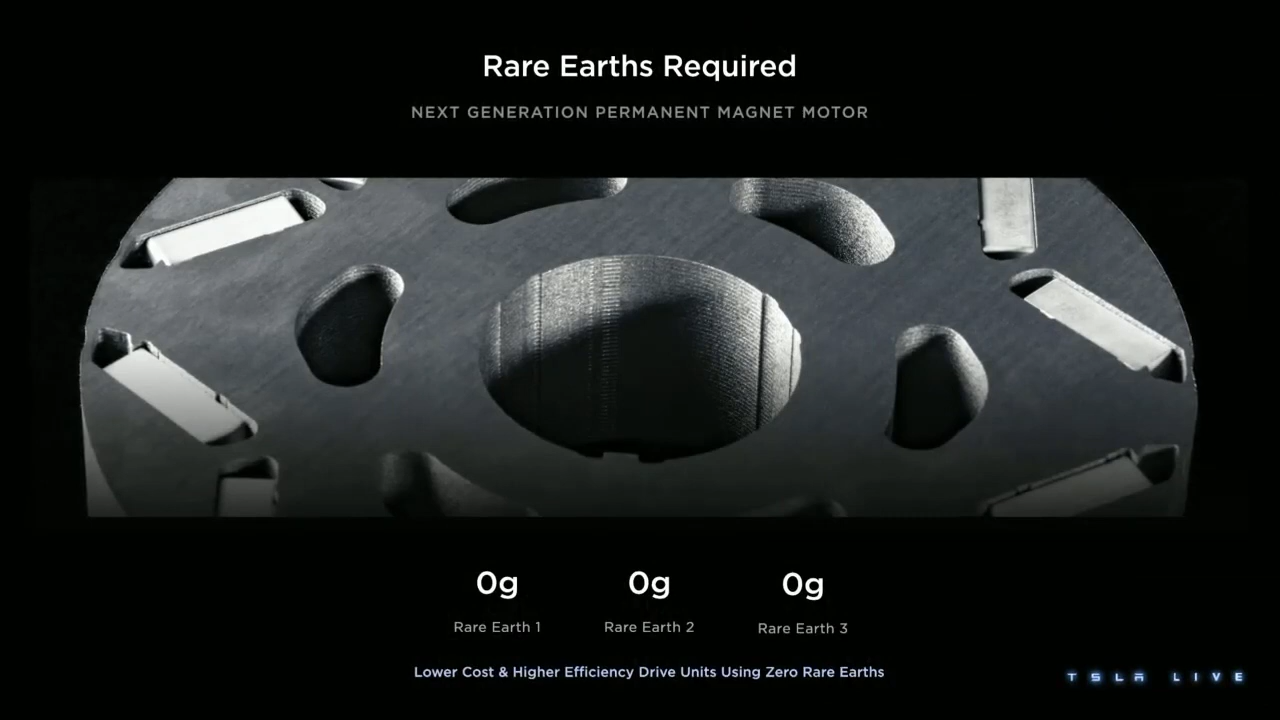 Rare Earths Required
NEXT GENERATION PERMANENT MAGNET MOTOR
0g 0g 0g
Rare Earth 1 Rare Earth 2 Rare Earth 3
Lower Cost & Higher Efficiency Drive Units Using Zero Rare Earths
TSLA LIVE